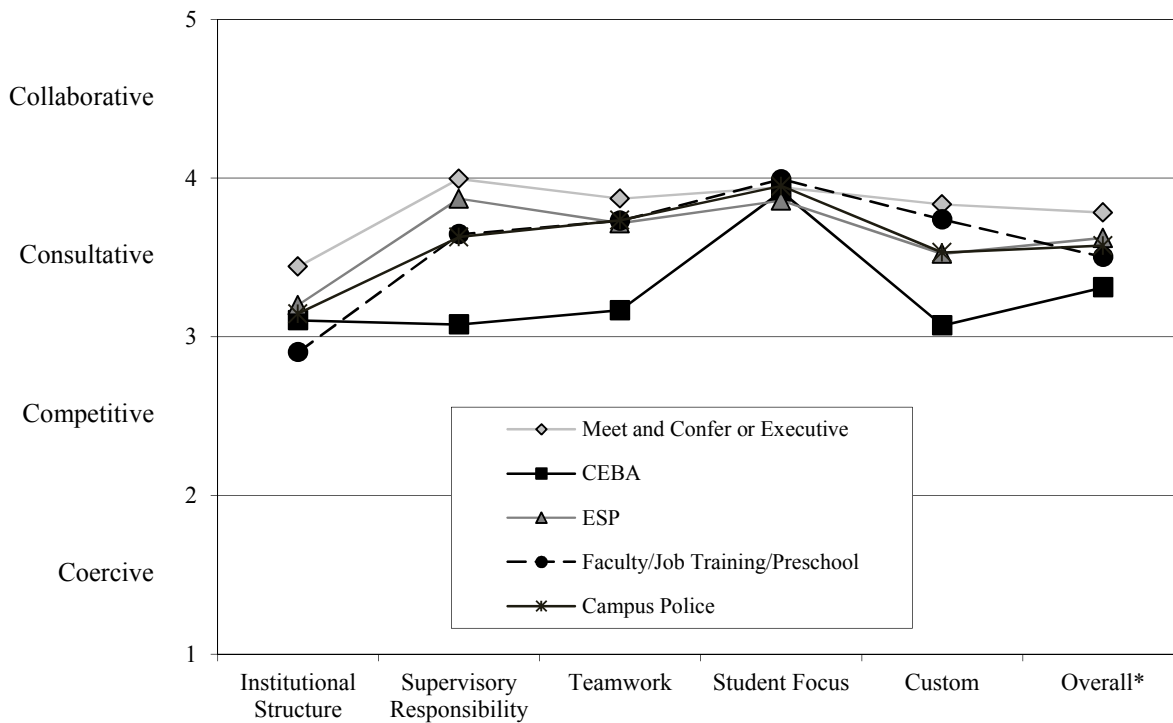 5
Collaborative
4
Consultative
3
Competitive
2
Coercive
1
Meet and Confer or Executive
CEBA
ESP
Faculty/Job Training/Preschool
Campus Police
Institutional
Structure
Supervisory
Responsibility
Teamwork
Student Focus
Custom
Overall*